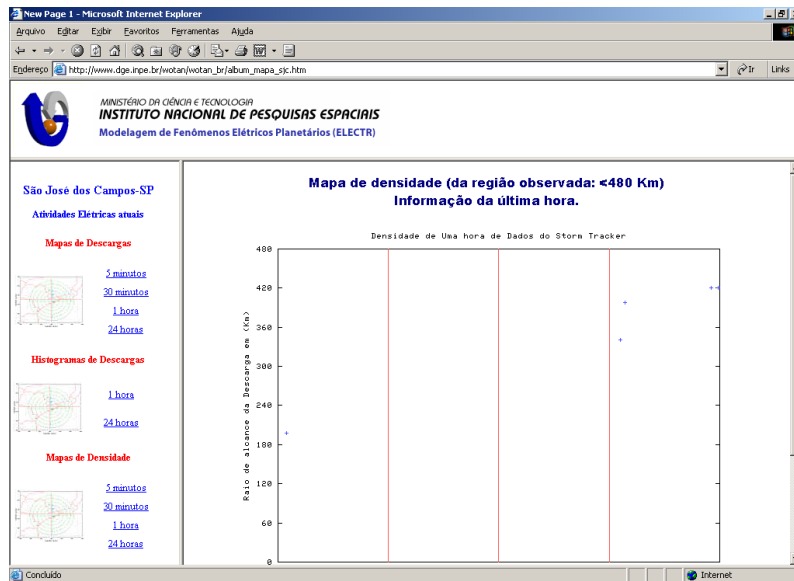 New Page 1 - Microsoft Internet Explorer
Arquivo Editar Exibir Favoritos Ferramentas Ajuda
Endereço http://www.dge.inpe.br/wotan/wotan_br/album_mapa_sjc.htm Ir Links
MINISTÉRIO DA CIÊNCIA E TECNOLOGIA
INSTITUTO NACIONAL DE PESQUISAS ESPACIAIS
Modelagem de Fenômenos Elétricos Planetários (ELECTR)
São José dos Campos-SP
Atividades Elétricas atuais
Mapas de Descargas
5 minutos
30 minutos
1 hora
24 horas
Histogramas de Descargas
1 hora
24 horas
Mapas de Densidade
5 minutos
30 minutos
1 hora
24 horas
Mapa de densidade (da região observada: <480 Km)
Informação da última hora.
Densidade de Uma hora de Dados do Storm Tracker
Raio de alcance da Descarga em (Km)
480
420
360
300
240
180
120
60
0
Concluído Internet